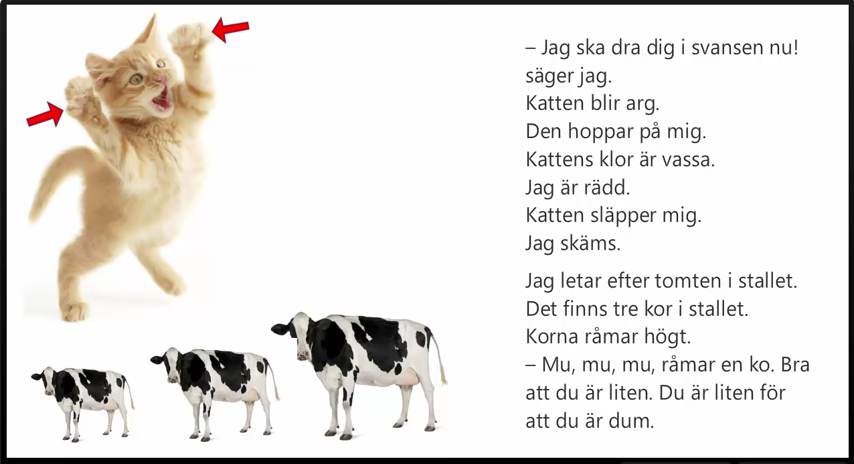 – Jag ska dra dig i svansen nu!
säger jag.
Katten blir arg.
Den hoppar på mig.
Kattens klor är vassa.
Jag är rädd.
Katten släpper mig.
Jag skäms.
Jag letar efter tomten i stallet.
Det finns tre kor i stallet.
Korna råmar högt.
– Mu, mu, mu, råmar en ko. Bra
att du är liten. Du är liten för
att du är dum.